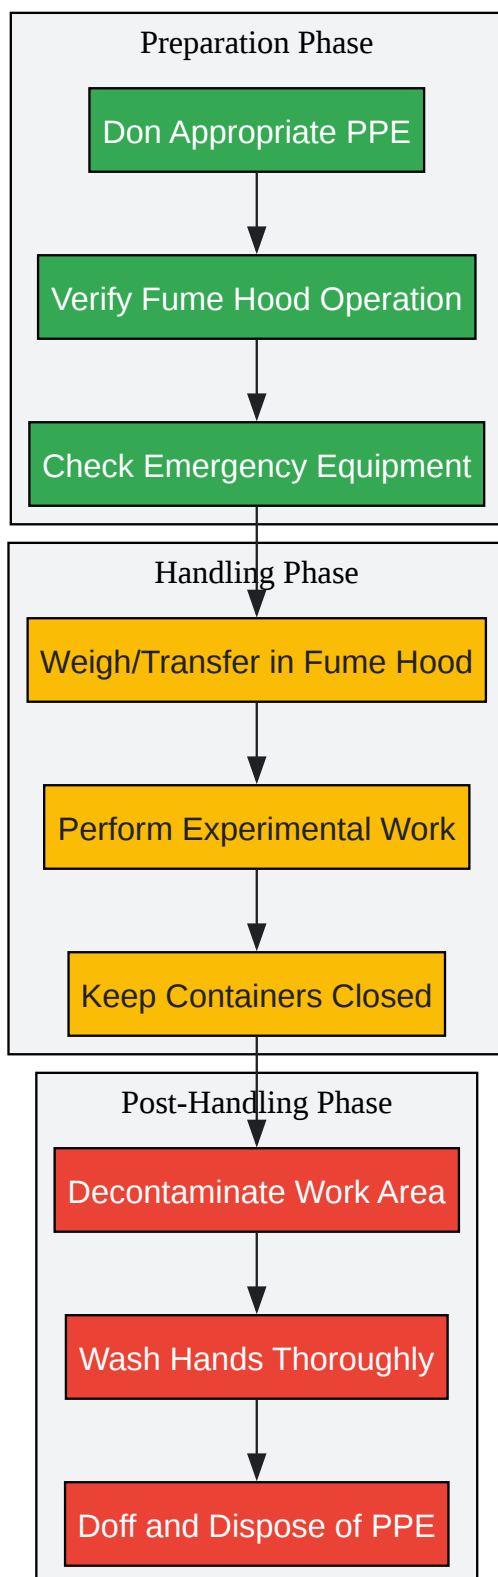 Preparation Phase
Don Appropriate PPE
Verify Fume Hood Operation
Check Emergency Equipment
Handling Phase
Weigh/Transfer in Fume Hood
Perform Experimental Work
Keep Containers Closed
Post-Handling Phase
Decontaminate Work Area
Wash Hands Thoroughly
Doff and Dispose of PPE